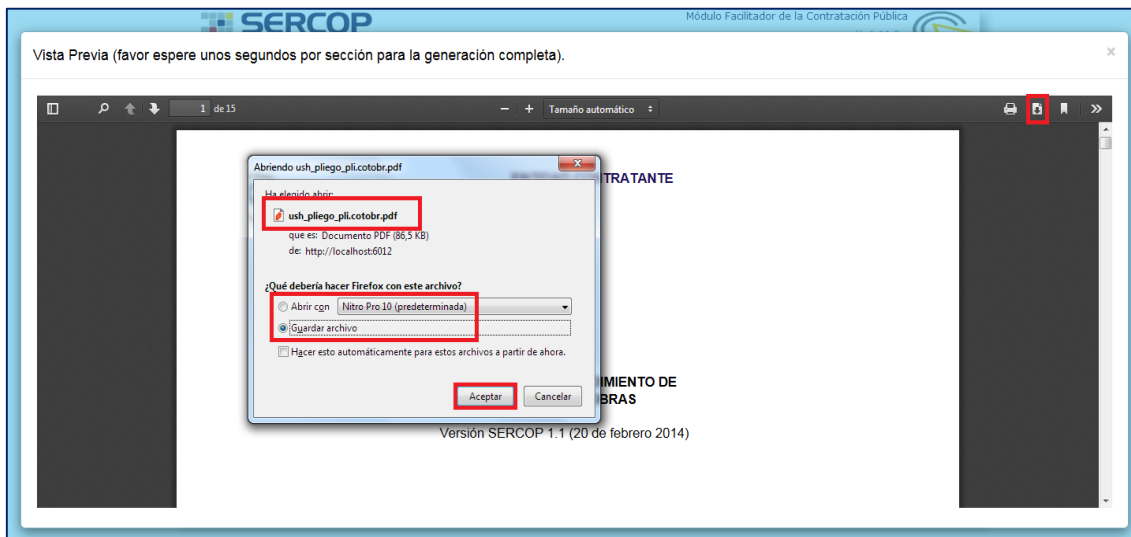 SERCOP
Módulo Facilitador de la Contratación Pública
Vista Previa (favor espere unos segundos por sección para la generación completa).
×
1 de 15
− + Tamaño automático
Abriendo ush_pliego_pli.cotobr.pdf
TRATANTE
Ha elegido abrir:
ush_pliego_pli.cotobr.pdf
que es: Documento PDF (86,5 KB)
de: http://localhost:6012
¿Qué debería hacer Firefox con este archivo?
Abrir con Nitro Pro 10 (predeterminada)
Guardar archivo
Hacer esto automáticamente para estos archivos a partir de ahora.
IMIENTO DE
Aceptar Cancelar
BRAS
Versión SERCOP 1.1 (20 de febrero 2014)